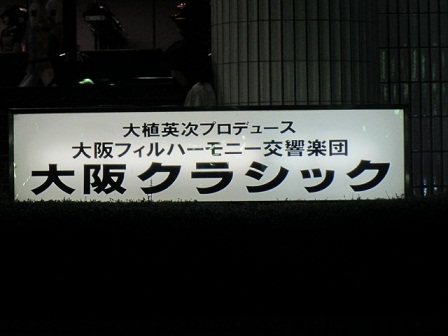 大植英次プロデュース
大阪フィルハーモニー交響楽団
大阪クラシック